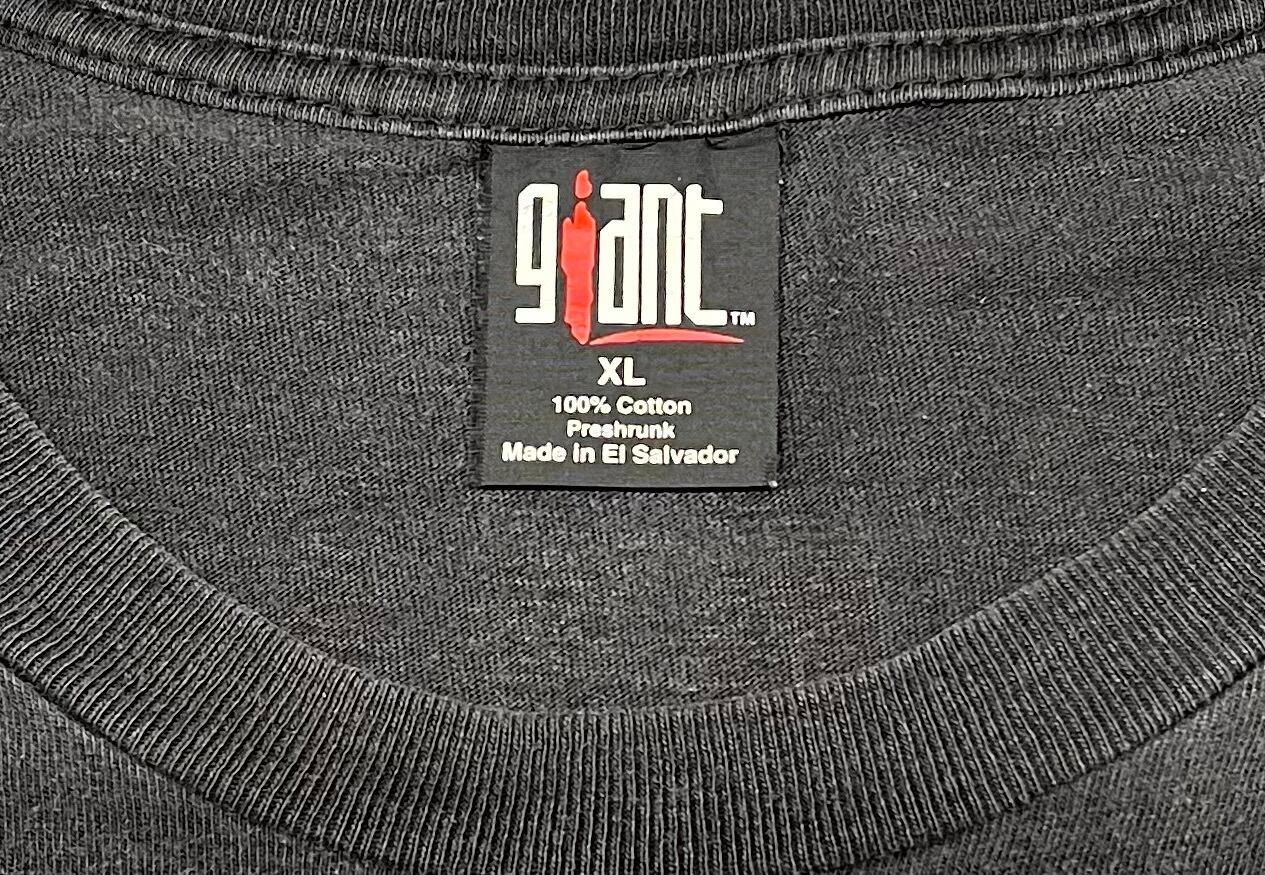 giant™
XL
100% Cotton
Preshrunk
Made in El Salvador